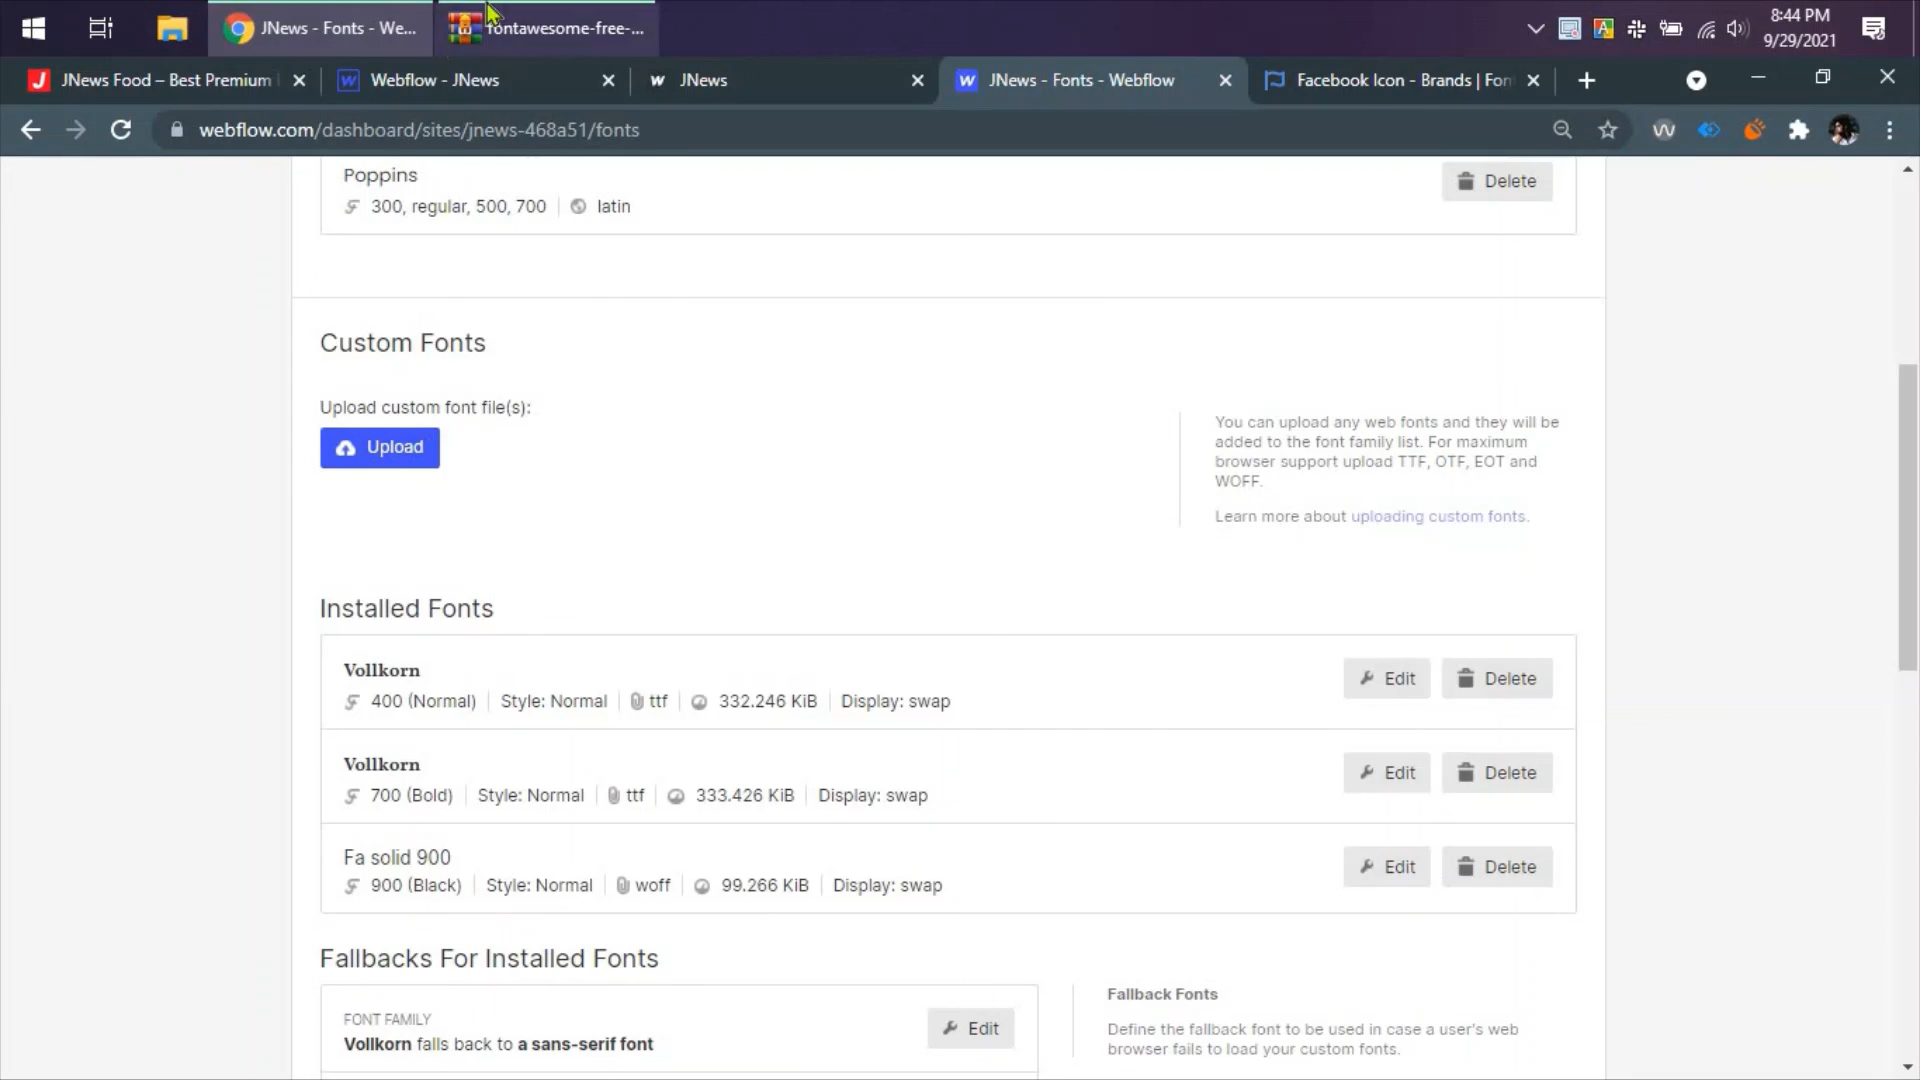 JNews - Fonts - We...
fontawesome-free-...
8:44 PM
9/29/2021
JNews Food – Best Premium
Webflow - JNews
JNews
JNews - Fonts - Webflow
Facebook Icon - Brands | Fon
webflow.com/dashboard/sites/jnews-468a51/fonts
Poppins
300, regular, 500, 700
latin
Delete
Custom Fonts
Upload custom font file(s):
Upload
You can upload any web fonts and they will be
added to the font family list. For maximum
browser support upload TTF, OTF, EOT and
WOFF.
Learn more about uploading custom fonts.
Installed Fonts
Vollkorn
400 (Normal) Style: Normal ttf 332.246 KiB Display: swap
Edit Delete
Vollkorn
700 (Bold) Style: Normal ttf 333.426 KiB Display: swap
Edit Delete
Fa solid 900
900 (Black) Style: Normal woff 99.266 KiB Display: swap
Edit Delete
Fallbacks For Installed Fonts
FONT FAMILY
Vollkorn falls back to a sans-serif font
Edit
Fallback Fonts
Define the fallback font to be used in case a user's web
browser fails to load your custom fonts.